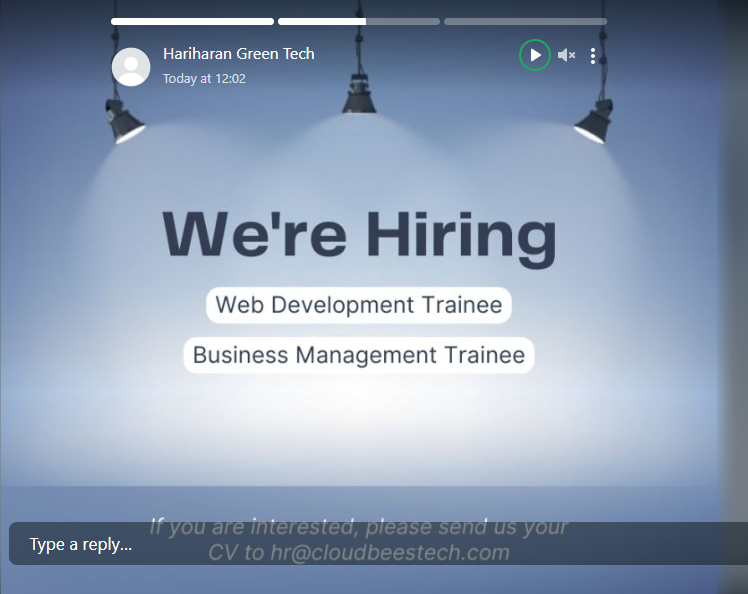 Hariharan Green Tech
Today at 12:02
We're Hiring
Web Development Trainee
Business Management Trainee
If you are interested, please send us your
CV to hr@cloudbeestech.com
Type a reply...